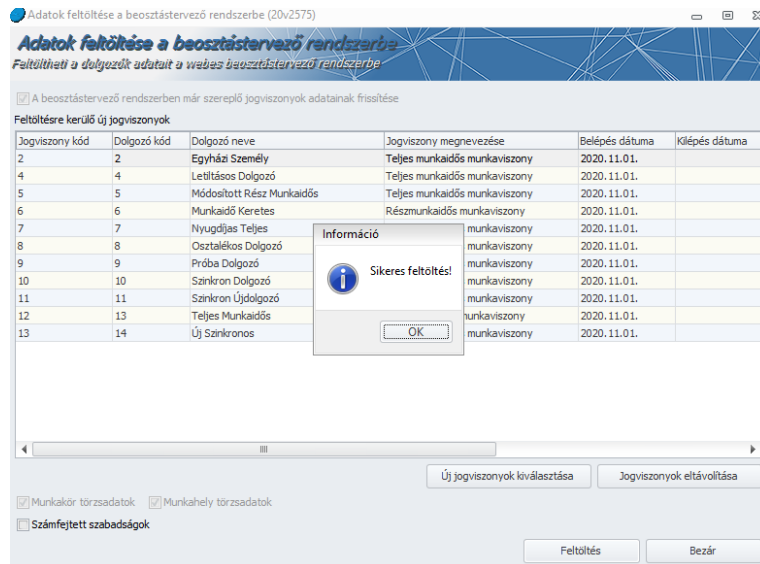 Adatok feltöltése a beosztástervező rendszerbe (20v2575)
Adatok feltöltése a beosztástervező rendszerbe
Feltöltheti a dolgozók adatait a webes beosztástervező rendszerbe
A beosztástervező rendszerben már szereplő jogviszonyok adatainak frissítése
Feltöltésre kerülő új jogviszonyok
Jogviszony kód Dolgozó kód Dolgozó neve Jogviszony megnevezése Belépés dátuma Kilépés dátuma
2 2 Egyházi Személy Teljes munkaidős munkaviszony 2020.11.01.
4 4 Letiltásos Dolgozó Teljes munkaidős munkaviszony 2020.11.01.
5 5 Módosított Rész Munkaidős Teljes munkaidős munkaviszony 2020.11.01.
6 6 Munkaidő Keretes Részmunkaidős munkaviszony 2020.11.01.
7 7 Nyugdíjas Teljes munkaviszony 2020.11.01.
8 8 Osztalékos Dolgozó munkaviszony 2020.11.01.
9 9 Próba Dolgozó munkaviszony 2020.11.01.
10 10 Szinkron Dolgozó munkaviszony 2020.11.01.
11 11 Szinkron Újdolgozó munkaviszony 2020.11.01.
12 13 Teljes Munkaidős munkaviszony 2020.11.01.
13 14 Új Szinkronos munkaviszony 2020.11.01.
Információ
Sikeres feltöltés!
OK
Új jogviszonyok kiválasztása Jogviszonyok eltávolítása
Munkakör törzsadatok Munkahely törzsadatok
Számfejtett szabadságok
Feltöltés Bezár